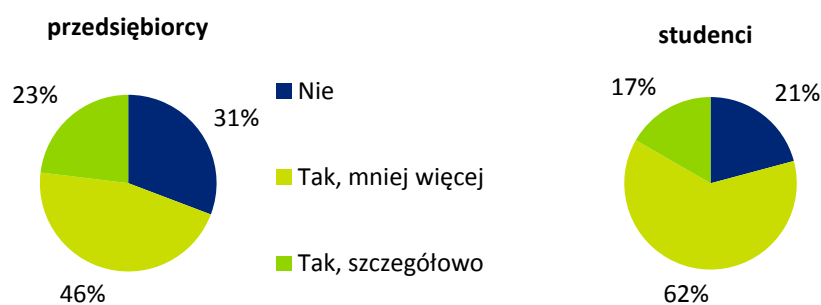 przedsiębiorcy
23%
31%
46%
Nie
Tak, mniej więcej
Tak, szczegółowo
studenci
17%
21%
62%